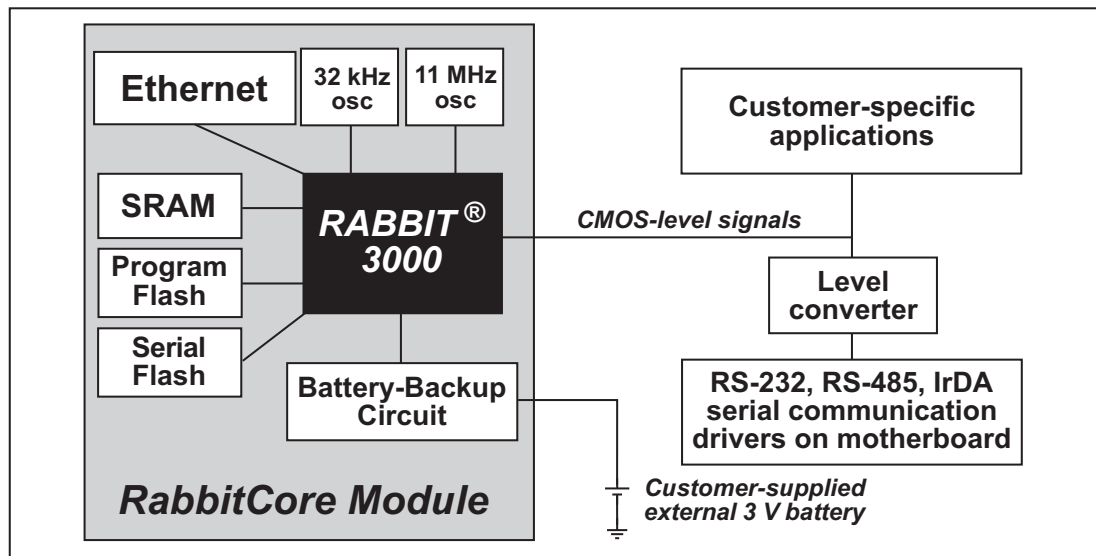 Ethernet
32 kHz
osc
11 MHz
osc
SRAM
Program
Flash
Serial
Flash
RABBIT ®
3000
Battery-Backup
Circuit
RabbitCore Module
CMOS-level signals
Customer-specific
applications
Level
converter
RS-232, RS-485, IrDA
serial communication
drivers on motherboard
Customer-supplied
external 3 V battery